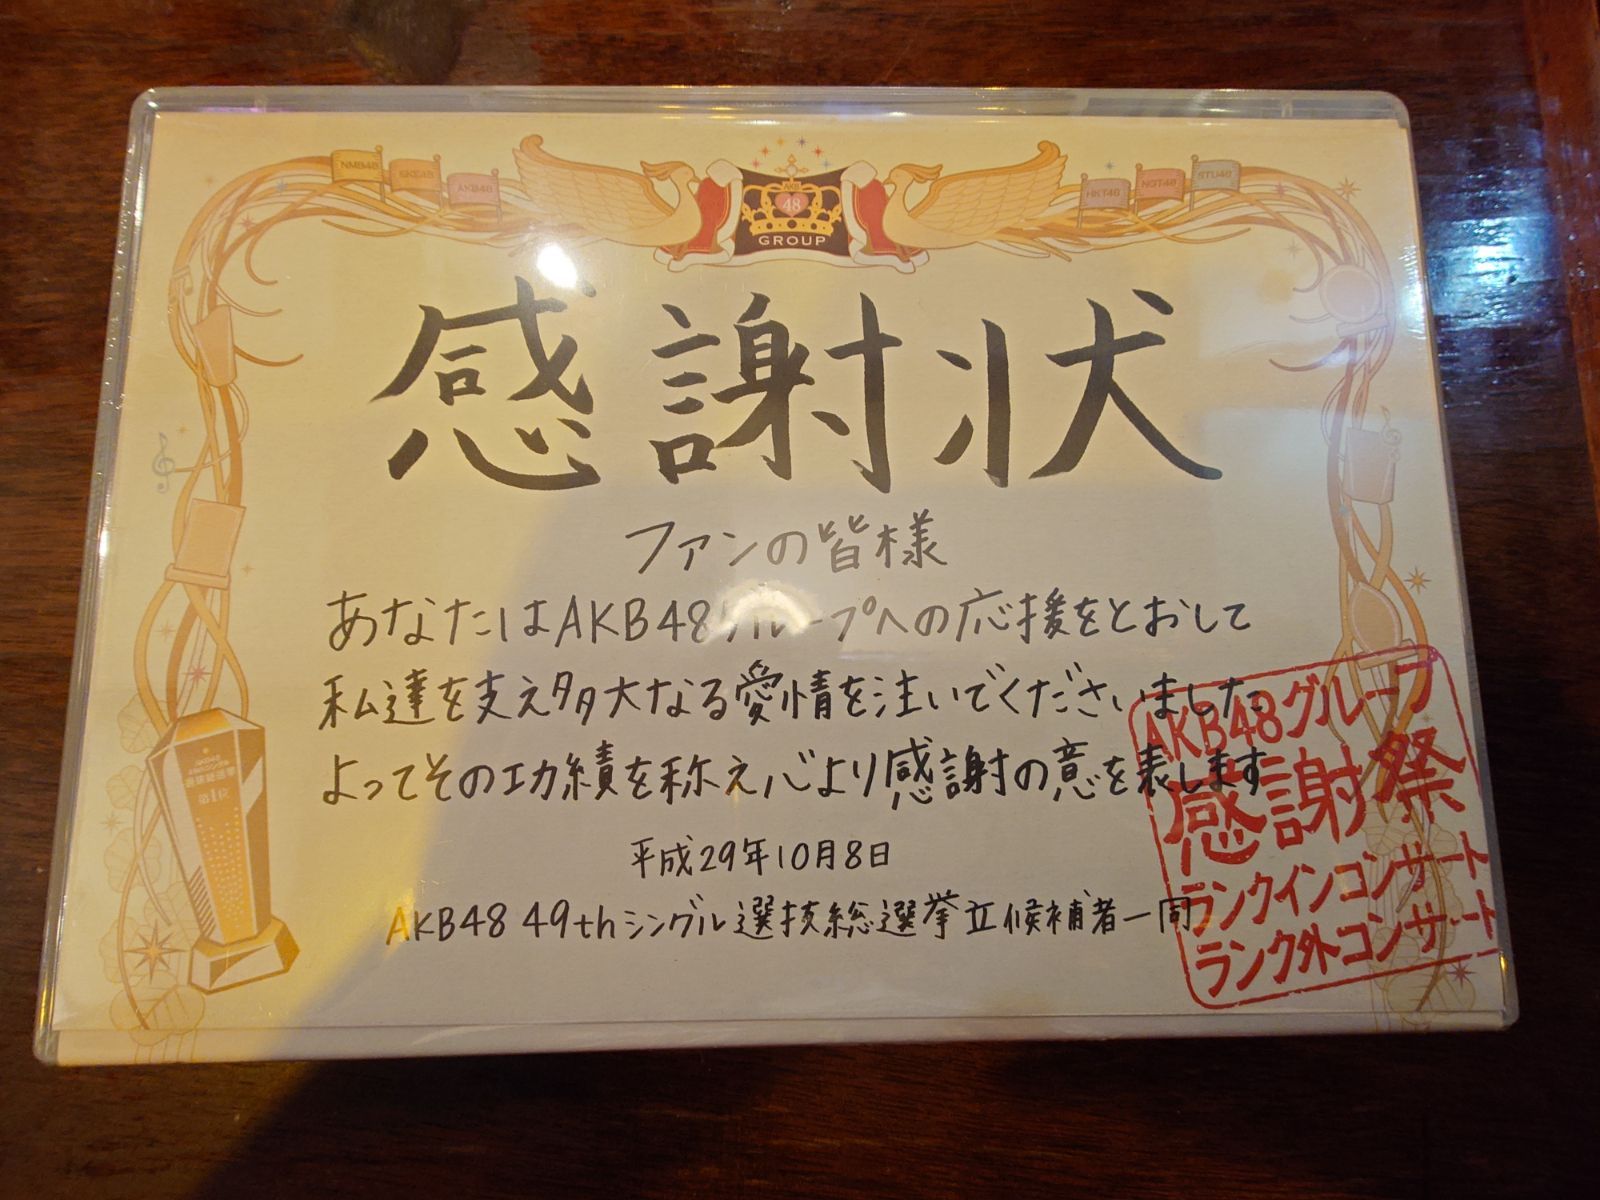 NMB48 SKE48 AKB48
AKB
48
GROUP
HKT48 NGT48 STU48
感謝状
ファンの皆様
あなたはAKB48グループへの応援をとおして
私達を支え多大なる愛情を注いでくださいました
よってその功績を称え心より感謝の意を表します
平成29年10月8日
AKB48 49thシングル選抜総選挙立候補者一同
AKB48グループ
感謝祭
ランクインコンサート
ランク外コンサート
AKB48
第1位